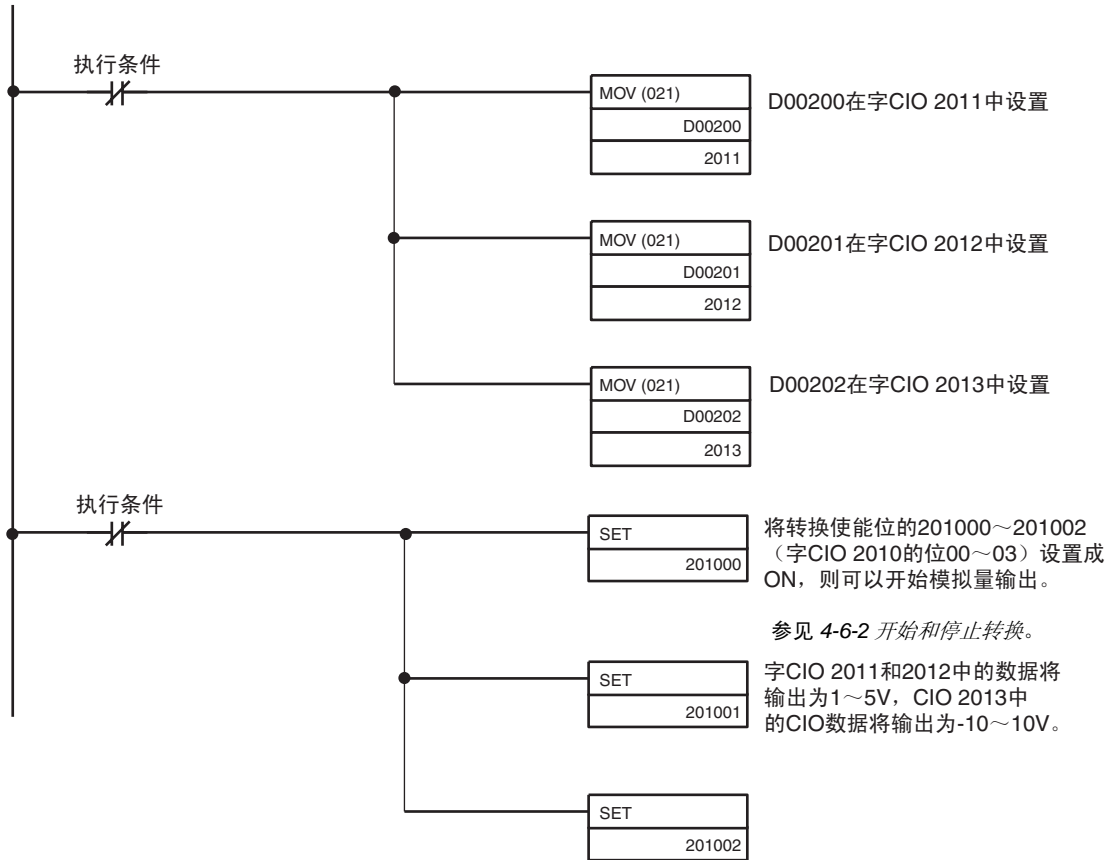 执行条件
MOV (021)
D00200
2011
D00200在字CIO 2011中设置
MOV (021)
D00201
2012
D00201在字CIO 2012中设置
MOV (021)
D00202
2013
D00202在字CIO 2013中设置
执行条件
SET
201000
将转换使能位的201000～201002
（字CIO 2010的位00～03）设置成
ON，则可以开始模拟量输出。
参见 4-6-2 开始和停止转换。
SET
201001
字CIO 2011和2012中的数据将
输出为1～5V，CIO 2013中
的CIO数据将输出为-10～10V。
SET
201002